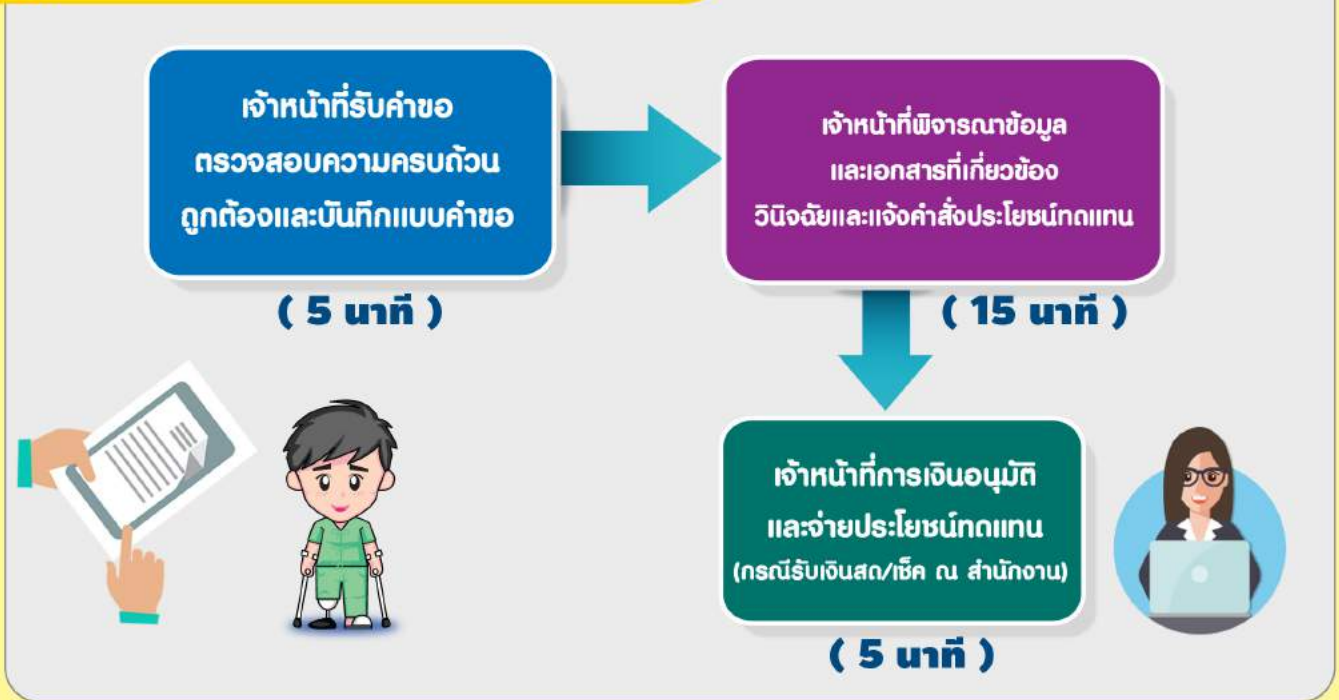 เจ้าหน้าที่รับคำขอ
ตรวจสอบความครบถ้วน
ถูกต้องและบันทึกแบบคำขอ
( 5 นาที )
เจ้าหน้าที่พิจารณาข้อมูล
และเอกสารที่เกี่ยวข้อง
วินิจฉัยและแจ้งคำสั่งประโยชน์ทดแทน
( 15 นาที )
เจ้าหน้าที่การเงินอนุมัติ
และจ่ายประโยชน์ทดแทน
(กรณีรับเงินสด/เช็ค ณ สำนักงาน)
( 5 นาที )